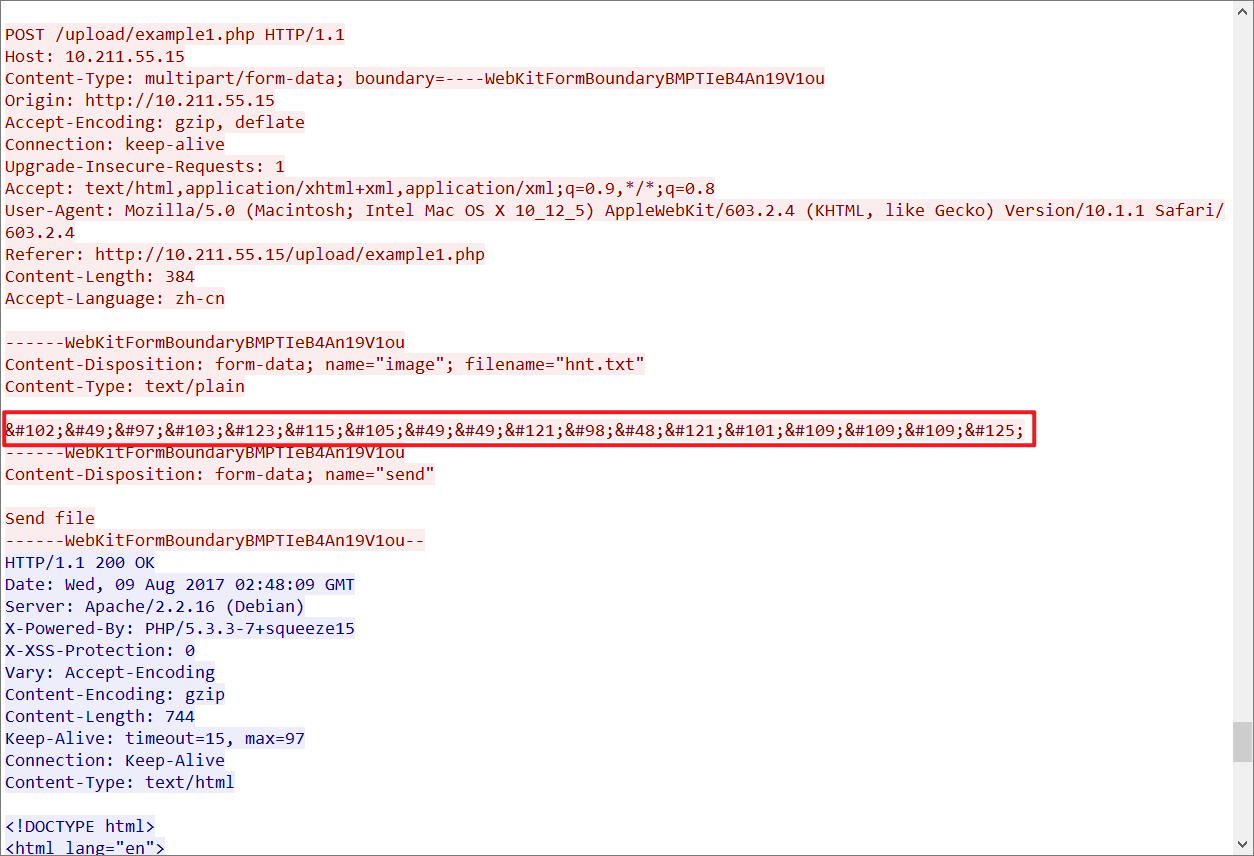 POST /upload/example1.php HTTP/1.1
Host: 10.211.55.15
Content-Type: multipart/form-data; boundary=----WebKitFormBoundaryBMPTIeB4An19V1ou
Origin: http://10.211.55.15
Accept-Encoding: gzip, deflate
Connection: keep-alive
Upgrade-Insecure-Requests: 1
Accept: text/html,application/xhtml+xml,application/xml;q=0.9,*/*;q=0.8
User-Agent: Mozilla/5.0 (Macintosh; Intel Mac OS X 10_12_5) AppleWebKit/603.2.4 (KHTML, like Gecko) Version/10.1.1 Safari/
603.2.4
Referer: http://10.211.55.15/upload/example1.php
Content-Length: 384
Accept-Language: zh-cn
------WebKitFormBoundaryBMPTIeB4An19V1ou
Content-Disposition: form-data; name="image"; filename="hnt.txt"
Content-Type: text/plain
&#102;&#49;&#97;&#103;&#123;&#115;&#105;&#49;&#49;&#121;&#98;&#48;&#121;&#101;&#109;&#109;&#109;&#125;
------WebKitFormBoundaryBMPTIeB4An19V1ou
Content-Disposition: form-data; name="send"
Send file
------WebKitFormBoundaryBMPTIeB4An19V1ou--
HTTP/1.1 200 OK
Date: Wed, 09 Aug 2017 02:48:09 GMT
Server: Apache/2.2.16 (Debian)
X-Powered-By: PHP/5.3.3-7+squeeze15
X-XSS-Protection: 0
Vary: Accept-Encoding
Content-Encoding: gzip
Content-Length: 744
Keep-Alive: timeout=15, max=97
Connection: Keep-Alive
Content-Type: text/html
<!DOCTYPE html>
<html lang="en">